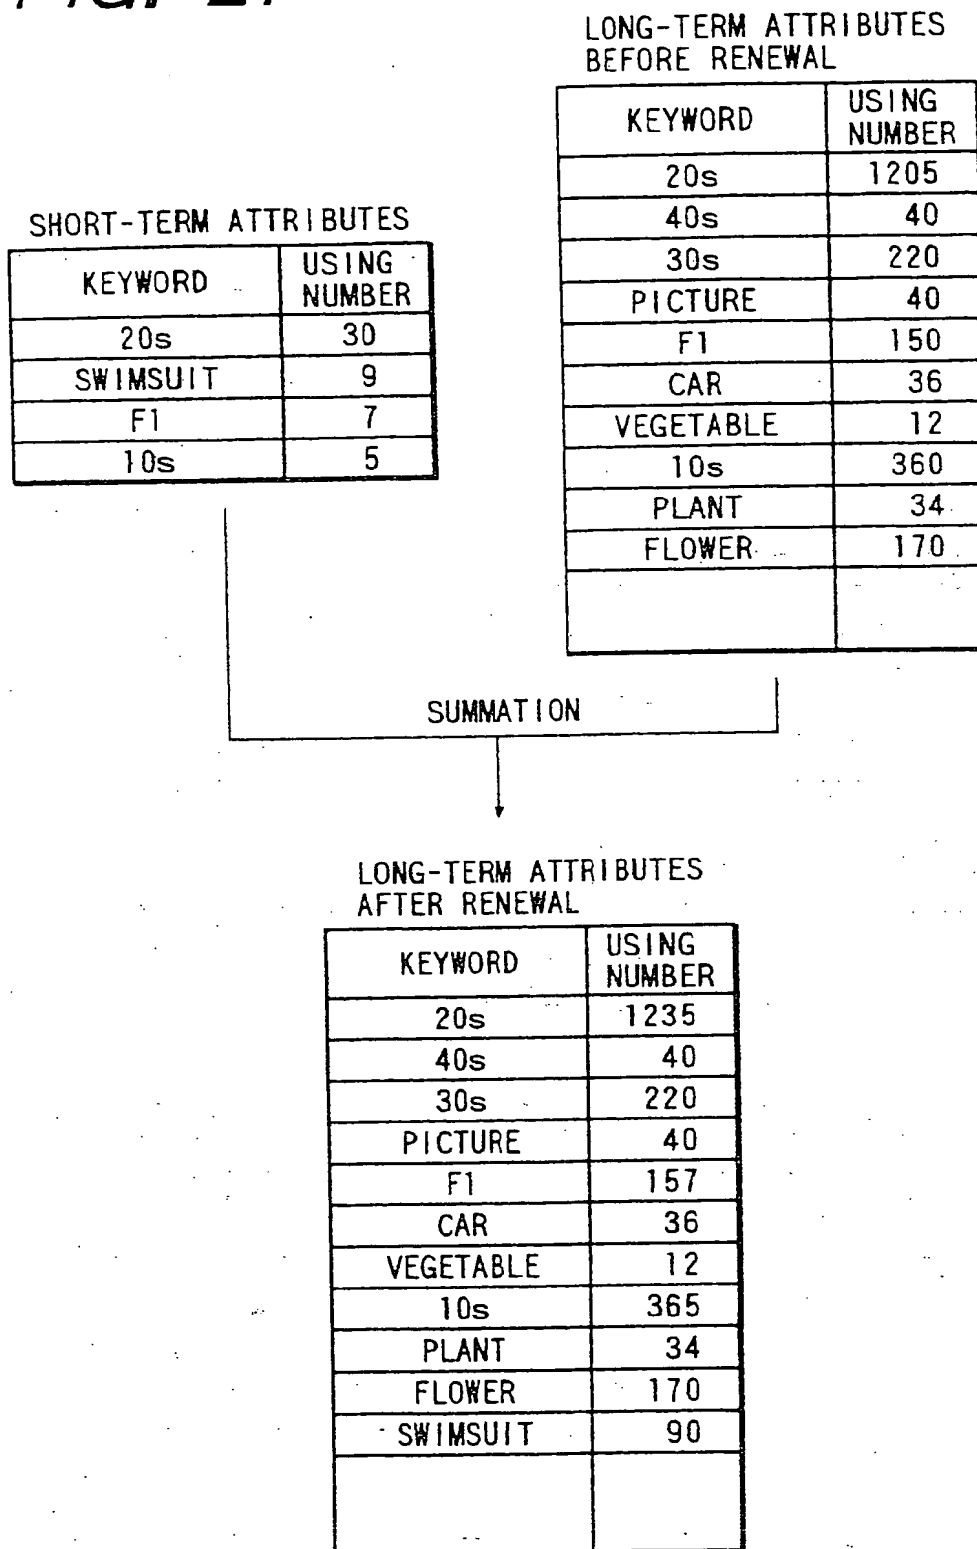 LONG-TERM ATTRIBUTES
BEFORE RENEWAL
KEYWORD USING NUMBER
20s 1205
40s 40
30s 220
PICTURE 40
F1 150
CAR 36
VEGETABLE 12
10s 360
PLANT 34
FLOWER 170
SHORT-TERM ATTRIBUTES
KEYWORD USING NUMBER
20s 30
SWIMSUIT 9
F1 7
10s 5
SUMMATION
LONG-TERM ATTRIBUTES
AFTER RENEWAL
KEYWORD USING NUMBER
20s 1235
40s 40
30s 220
PICTURE 40
F1 157
CAR 36
VEGETABLE 12
10s 365
PLANT 34
FLOWER 170
SWIMSUIT 90